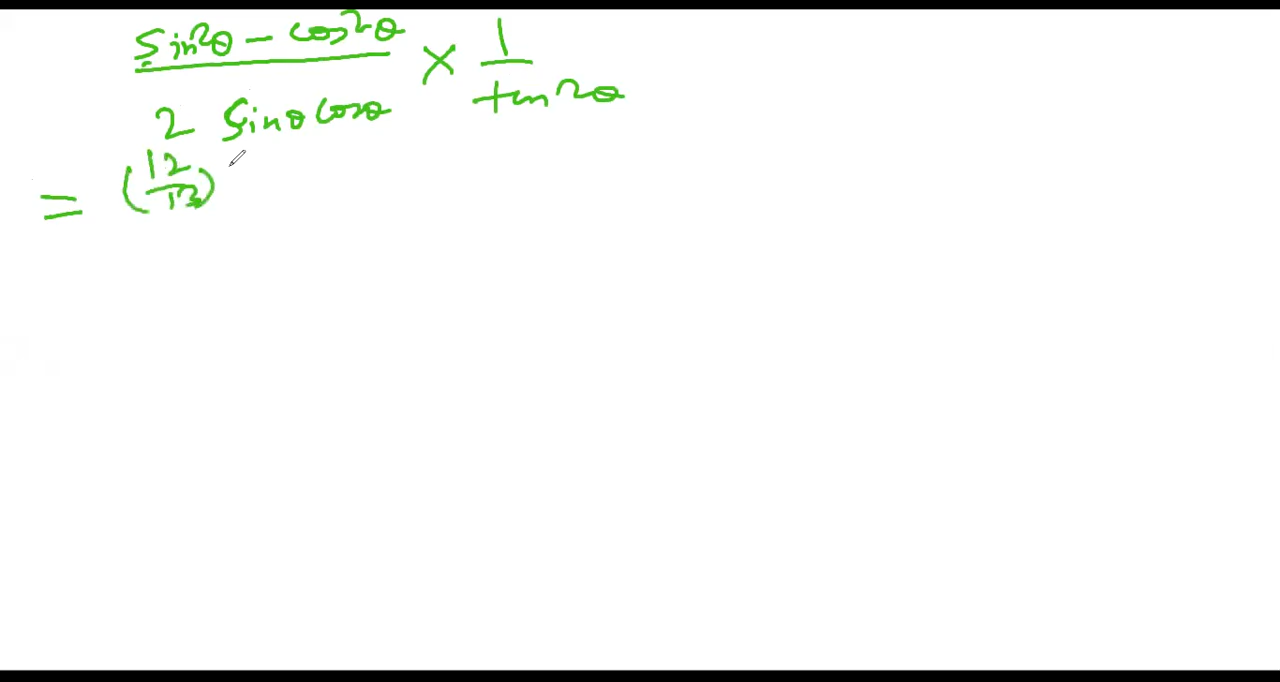 sin²θ - cos²θ / 2 sinθ cosθ × 1 / tan²θ
= (12/13)